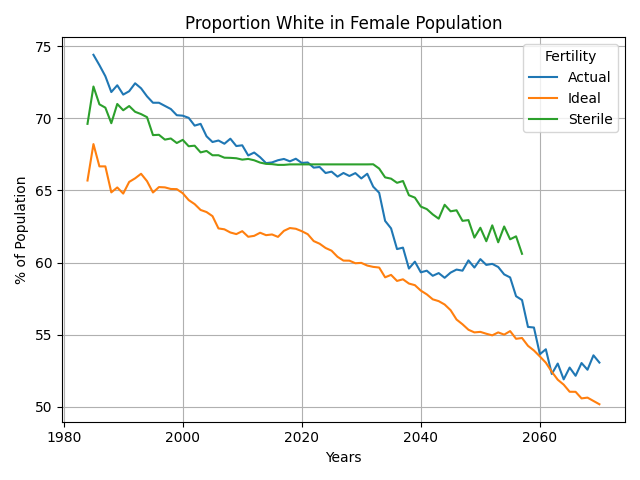 Proportion White in Female Population
% of Population
75
70
65
60
55
50
Fertility
Actual
Ideal
Sterile
1980
2000
2020
2040
2060
Years